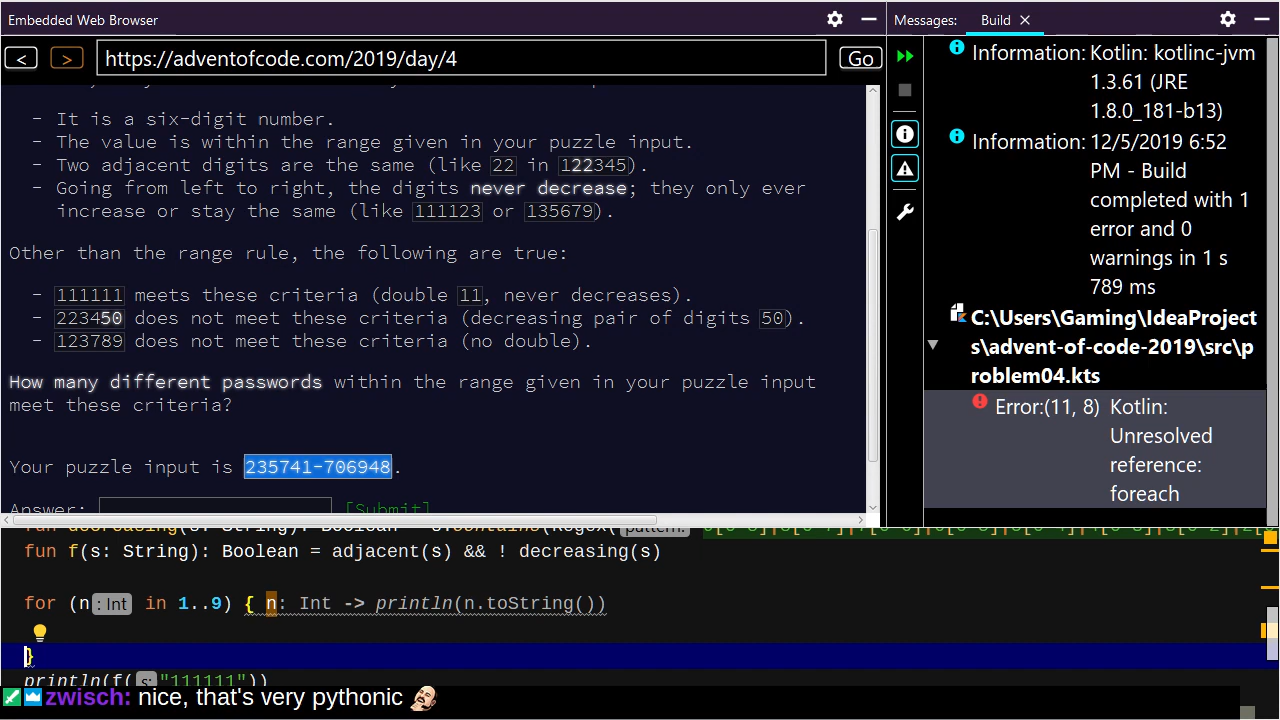 Embedded Web Browser
< > https://adventofcode.com/2019/day/4 Go
- It is a six-digit number.
- The value is within the range given in your puzzle input.
- Two adjacent digits are the same (like 22 in 122345).
- Going from left to right, the digits never decrease; they only ever
increase or stay the same (like 111123 or 135679).
Other than the range rule, the following are true:
- 111111 meets these criteria (double 11, never decreases).
- 223450 does not meet these criteria (decreasing pair of digits 50).
- 123789 does not meet these criteria (no double).
How many different passwords within the range given in your puzzle input
meet these criteria?
Your puzzle input is 235741-706948.
Answer: [Submit]
Messages: Build
Information: Kotlin: kotlinc-jvm
1.3.61 (JRE
1.8.0_181-b13)
Information: 12/5/2019 6:52
PM - Build
completed with 1
error and 0
warnings in 1 s
789 ms
C:\Users\Gaming\IdeaProject
s\advent-of-code-2019\src\p
roblem04.kts
Error:(11, 8) Kotlin:
Unresolved
reference:
foreach
fun decreasing(s: String): Boolean = s.contains(Regex( pattern:
fun f(s: String): Boolean = adjacent(s) && ! decreasing(s)
for (n : Int in 1..9) { n: Int -> println(n.toString())
}
println(f( s: "111111"))
zwisch: nice, that's very pythonic